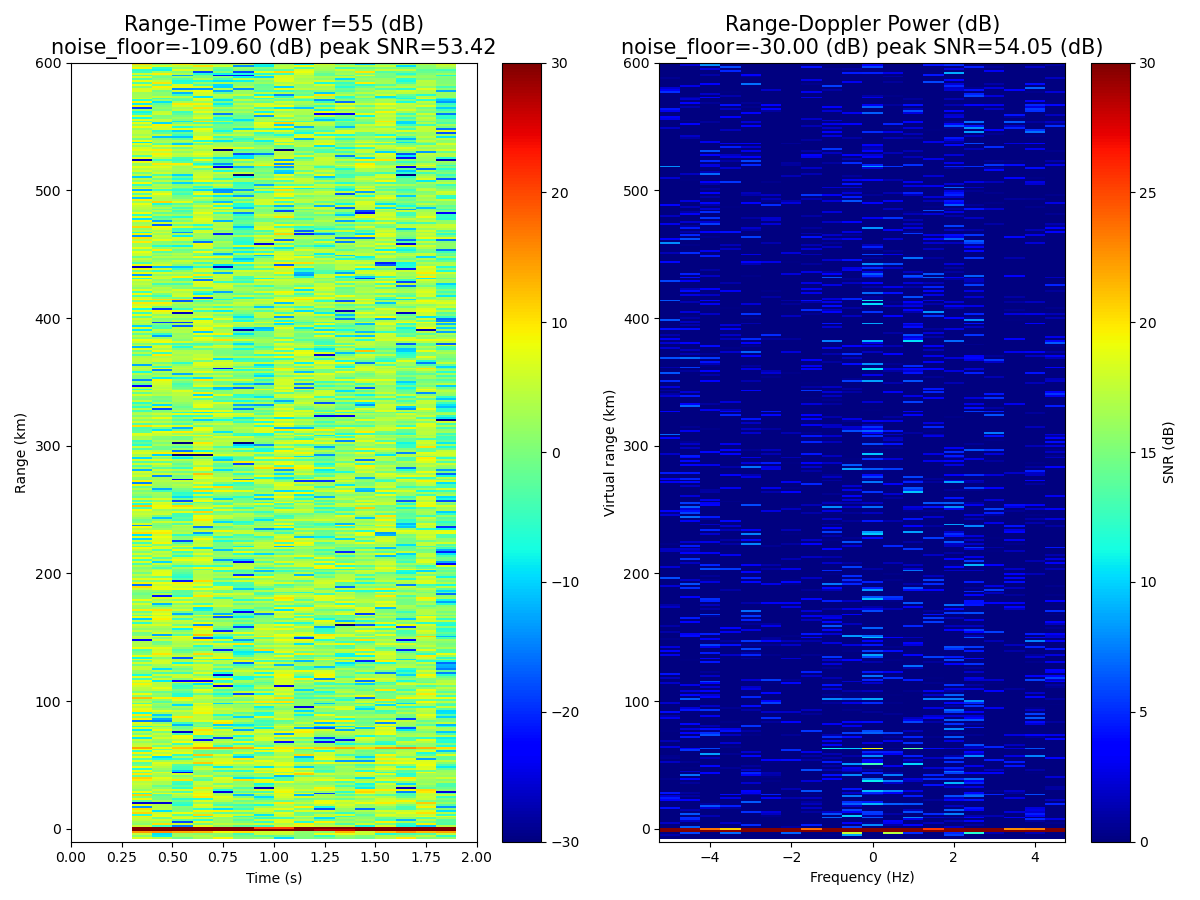 Range-Time Power f=55 (dB)
noise_floor=-109.60 (dB) peak SNR=53.42
Range-Doppler Power (dB)
noise_floor=-30.00 (dB) peak SNR=54.05 (dB)
600
500
400
300
200
100
0
Range (km)
0.00 0.25 0.50 0.75 1.00 1.25 1.50 1.75 2.00
Time (s)
30
20
10
0
−10
−20
−30
600
500
400
300
200
100
0
Virtual range (km)
−4 −2 0 2 4
Frequency (Hz)
30
25
20
15
10
5
0
SNR (dB)